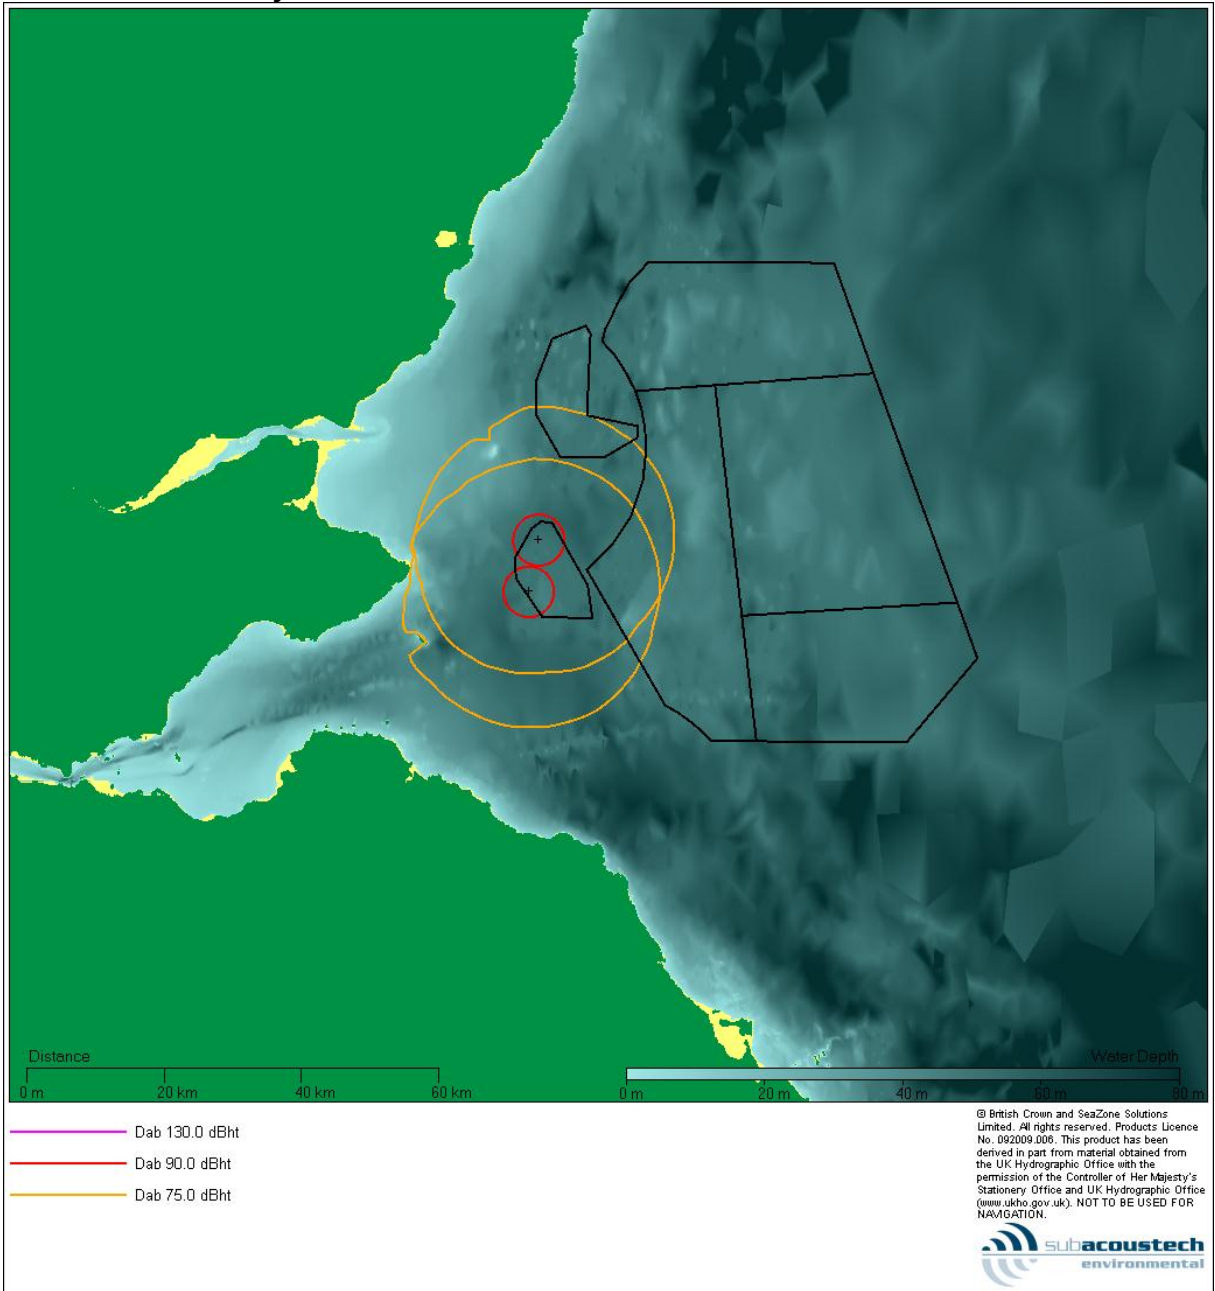 Distance
Water Depth
0 m 20 km 40 km 60 km
0 m 20 m 40 m 60 m 80 m
Dab 130.0 dBht
Dab 90.0 dBht
Dab 75.0 dBht
© British Crown and SeaZone Solutions
Limited. All rights reserved. Products Licence
No. 092009.006. This product has been
derived in part from material obtained from
the UK Hydrographic Office with the
permission of the Controller of Her Majesty's
Stationery Office and UK Hydrographic Office
(www.ukho.gov.uk). NOT TO BE USED FOR
NAVIGATION.
subacoustech
environmental